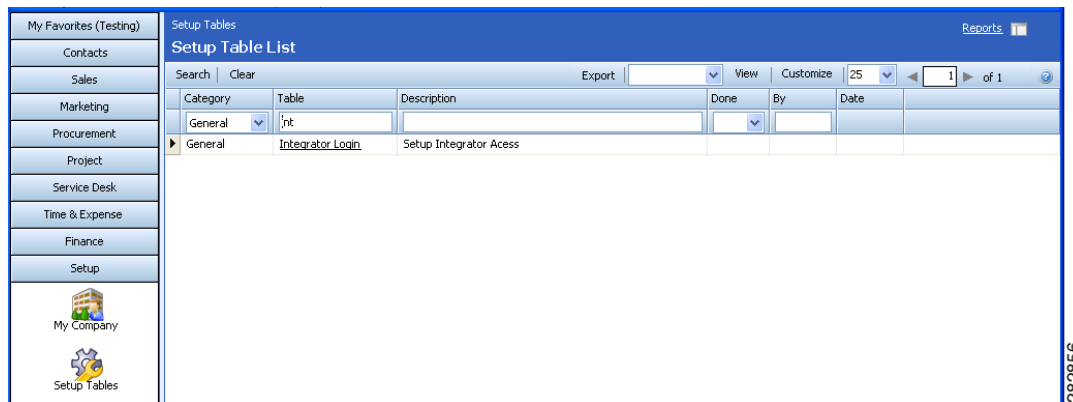 My Favorites (Testing)
Contacts
Sales
Marketing
Procurement
Project
Service Desk
Time & Expense
Finance
Setup
My Company
Setup Tables
Setup Tables
Reports
Setup Table List
Search Clear Export View Customize 25 1 of 1
Category Table Description Done By Date
General int
General Integrator Login Setup Integrator Acess
282856